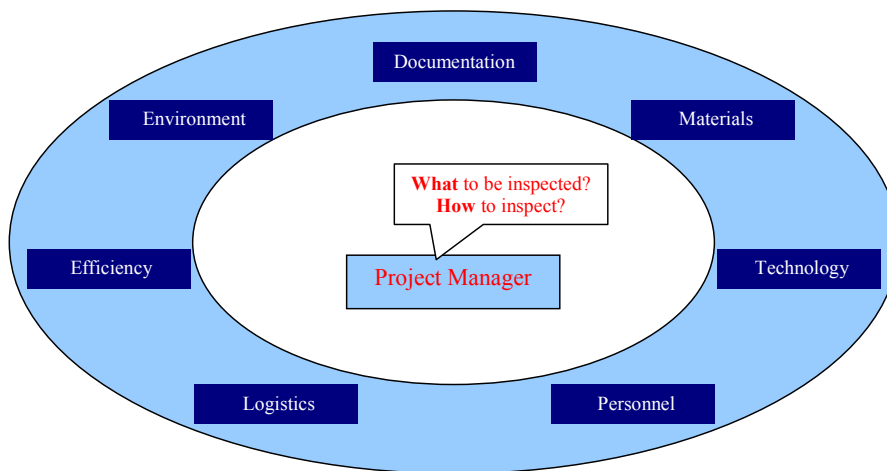 Documentation
Environment
Materials
What to be inspected?
How to inspect?
Efficiency
Project Manager
Technology
Logistics
Personnel